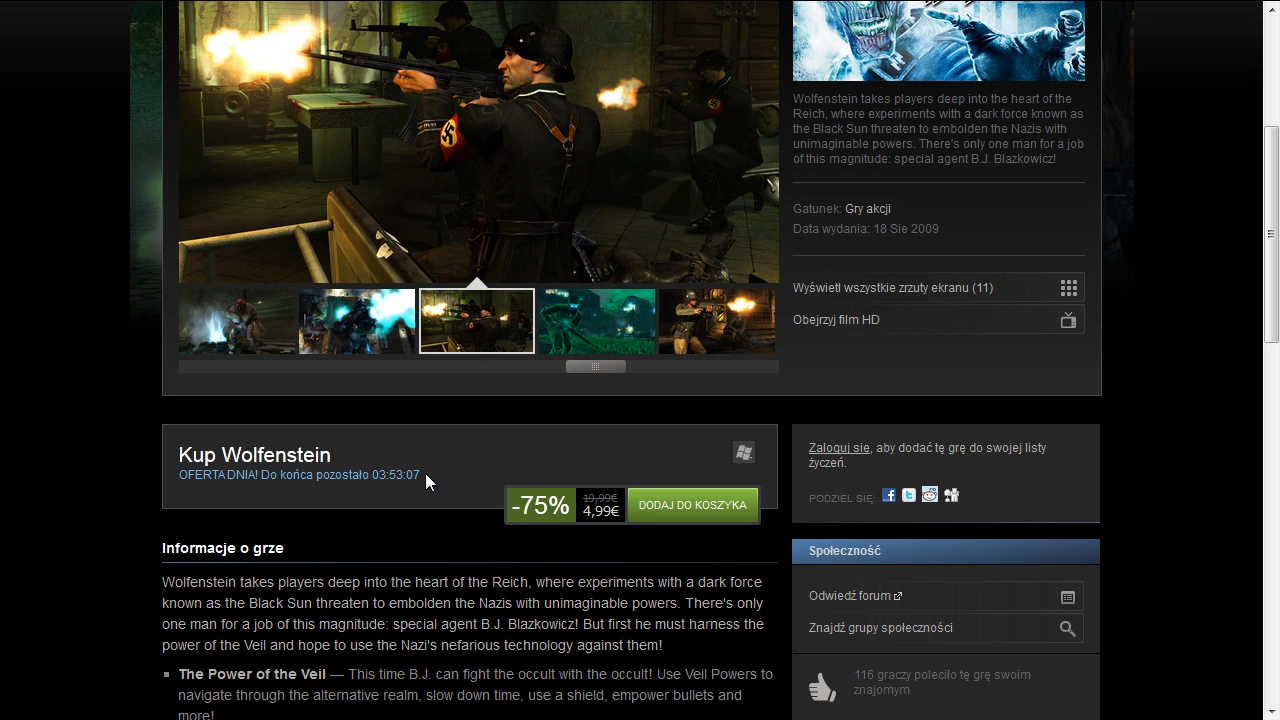 Wolfenstein takes players deep into the heart of the
Reich, where experiments with a dark force known as
the Black Sun threaten to embolden the Nazis with
unimaginable powers. There's only one man for a job
of this magnitude: special agent B.J. Blazkowicz!
Gatunek: Gry akcji
Data wydania: 18 Sie 2009
Wyświetl wszystkie zrzuty ekranu (11)
Obejrzyj film HD
Kup Wolfenstein
OFERTA DNIA! Do końca pozostało 03:53:07
-75%
19,99€
4,99€
DODAJ DO KOSZYKA
Zaloguj się, aby dodać tę grę do swojej listy
życzeń.
PODZIEL SIĘ:
Informacje o grze
Wolfenstein takes players deep into the heart of the Reich, where experiments with a dark force
known as the Black Sun threaten to embolden the Nazis with unimaginable powers. There's only
one man for a job of this magnitude: special agent B.J. Blazkowicz! But first he must harness the
power of the Veil and hope to use the Nazi's nefarious technology against them!
The Power of the Veil — This time B.J. can fight the occult with the occult! Use Veil Powers to
navigate through the alternative realm, slow down time, use a shield, empower bullets and
more!
Społeczność
Odwiedź forum
Znajdź grupy społeczności
116 graczy poleciło tę grę swoim
znajomym